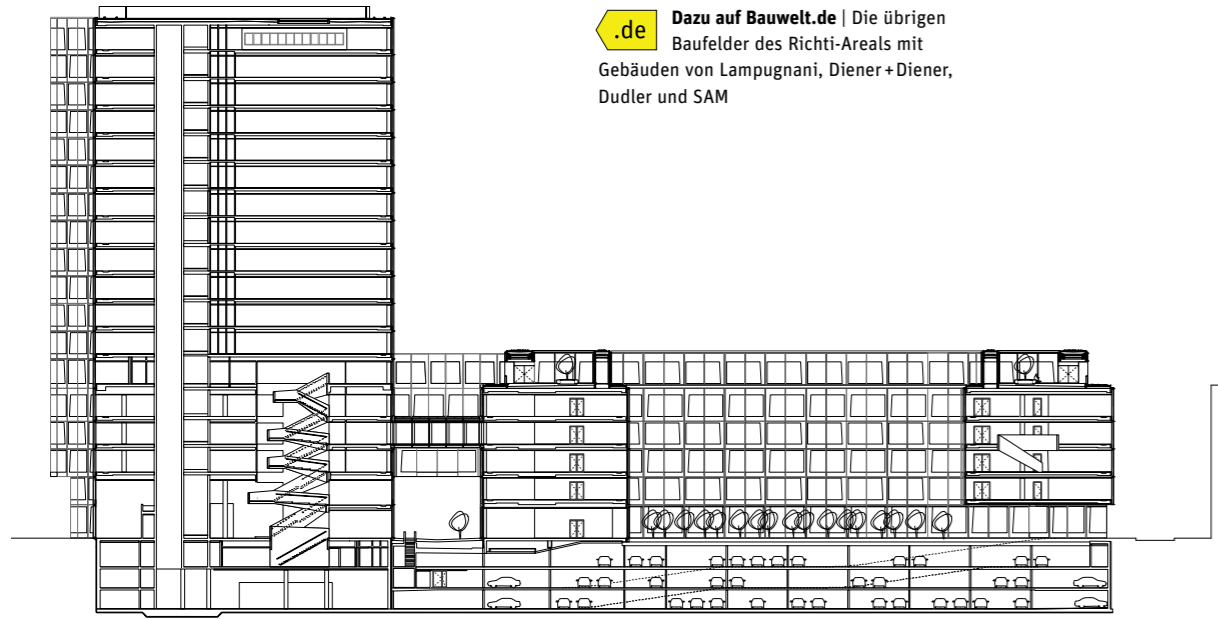 .de Dazu auf Bauwelt.de | Die übrigen
Baufelder des Richti-Areals mit
Gebäuden von Lampugnani, Diener+Diener,
Dudler und SAM